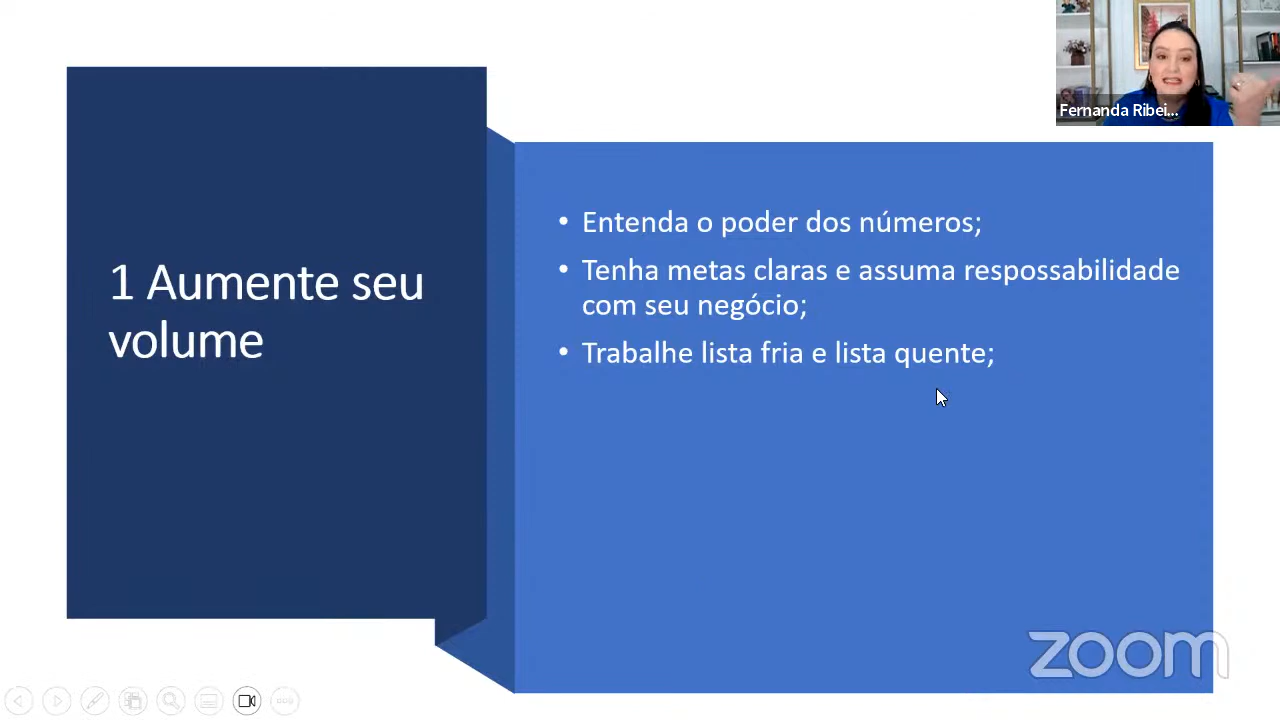 Fernanda Ribei...
1 Aumente seu
volume
• Entenda o poder dos números;
• Tenha metas claras e assuma respossabilidade
com seu negócio;
• Trabalhe lista fria e lista quente;
zoom